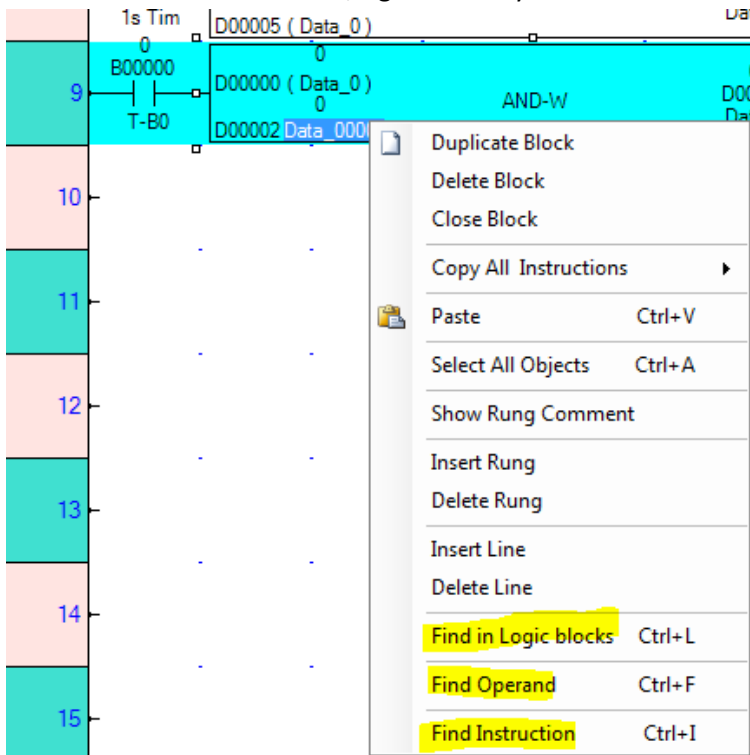 1s Tim
D00005 ( Data_0 )
0
B00000
0
D00000 ( Data_0 )
0
9
AND-W
T-B0
D00002 Data_000
Duplicate Block
Delete Block
10
Close Block
Copy All Instructions
11
Paste Ctrl+V
Select All Objects Ctrl+A
12
Show Rung Comment
Insert Rung
13
Delete Rung
Insert Line
Delete Line
14
Find in Logic blocks Ctrl+L
Find Operand Ctrl+F
15
Find Instruction Ctrl+I